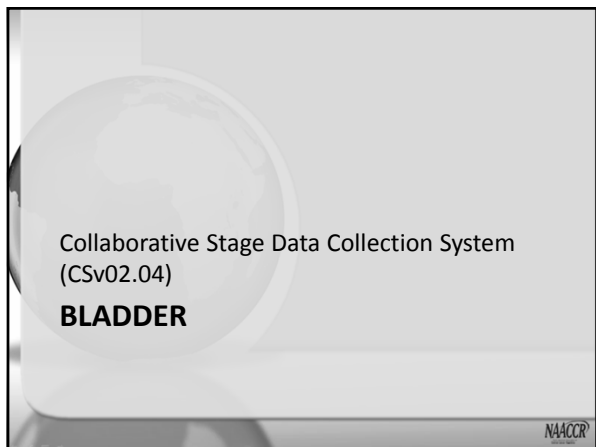 Collaborative Stage Data Collection System
(CSv02.04)
BLADDER
NAACCR